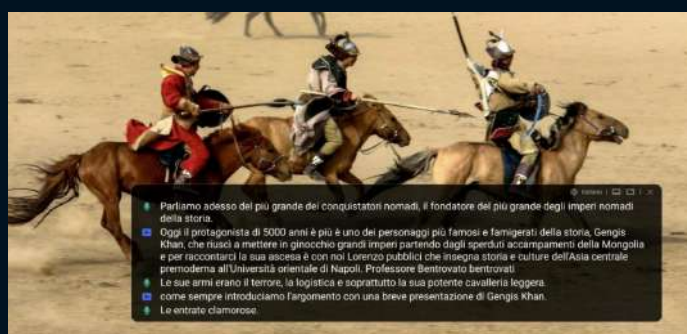 Italiano
Parliamo adesso del più grande dei conquistatori nomadi, il fondatore del più grande degli imperi nomadi
della storia.
Oggi il protagonista di 5000 anni è più è uno dei personaggi più famosi e famigerati della storia, Gengis
Khan, che riuscì a mettere in ginocchio grandi imperi partendo dagli sperduti accampamenti della Mongolia
e per raccontarci la sua ascesa è con noi Lorenzo pubblici che insegna storia e culture dell'Asia centrale
premoderna all'Università orientale di Napoli. Professore Bentrovato bentrovati
Le sue armi erano il terrore, la logistica e soprattutto la sua potente cavalleria leggera.
come sempre introduciamo l'argomento con una breve presentazione di Gengis Khan.
Le entrate clamorose.